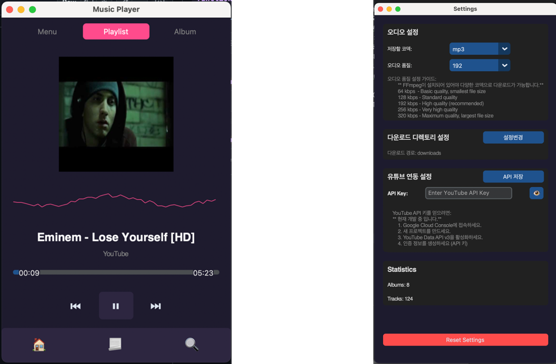 Music Player
Menu
Playlist
Album
Eminem - Lose Yourself [HD]
YouTube
00:09
05:23
Settings
오디오 설정
저장할 코덱:
mp3
오디오 품질:
192
오디오 품질 설정 가이드:
** FFmpeg이 설치되어 있어야 다양한 코덱으로 다운로드가 가능합니다.**
64 kbps - Basic quality, smallest file size
128 kbps - Standard quality
192 kbps - High quality (recommended)
256 kbps - Very high quality
320 kbps - Maximum quality, largest file size
다운로드 디렉토리 설정
설정변경
다운로드 경로: downloads
유튜브 연동 설정
API 저장
API Key:
Enter YouTube API Key
YouTube API 키를 얻으려면:
** 현재 개발 중 입니다.**
1. Google Cloud Console에 접속하세요.
2. 새 프로젝트를 만드세요.
3. YouTube Data API v3를 활성화하세요.
4. 인증 정보를 생성하세요 (API 키).
Statistics
Albums: 8
Tracks: 124
Reset Settings